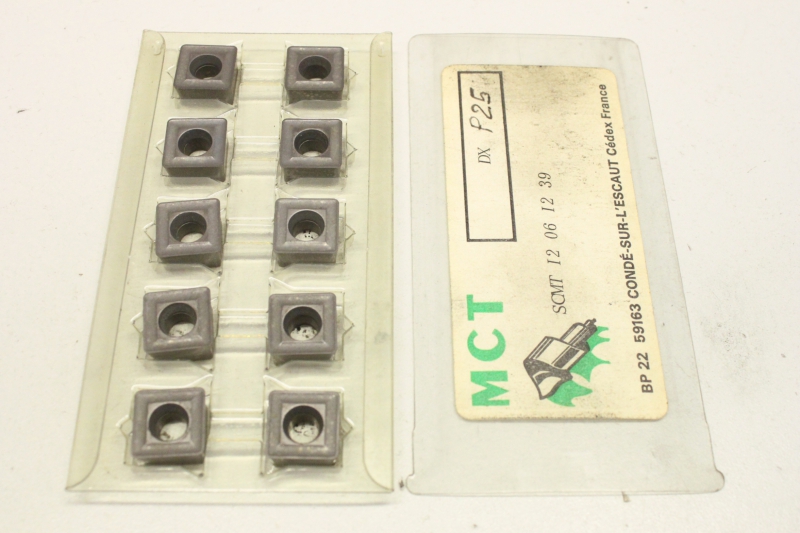 MCT
SCMT 12 06 12 39
DX P25
BP 22 59163 CONDÉ-SUR-L'ESCAUT Cédex France